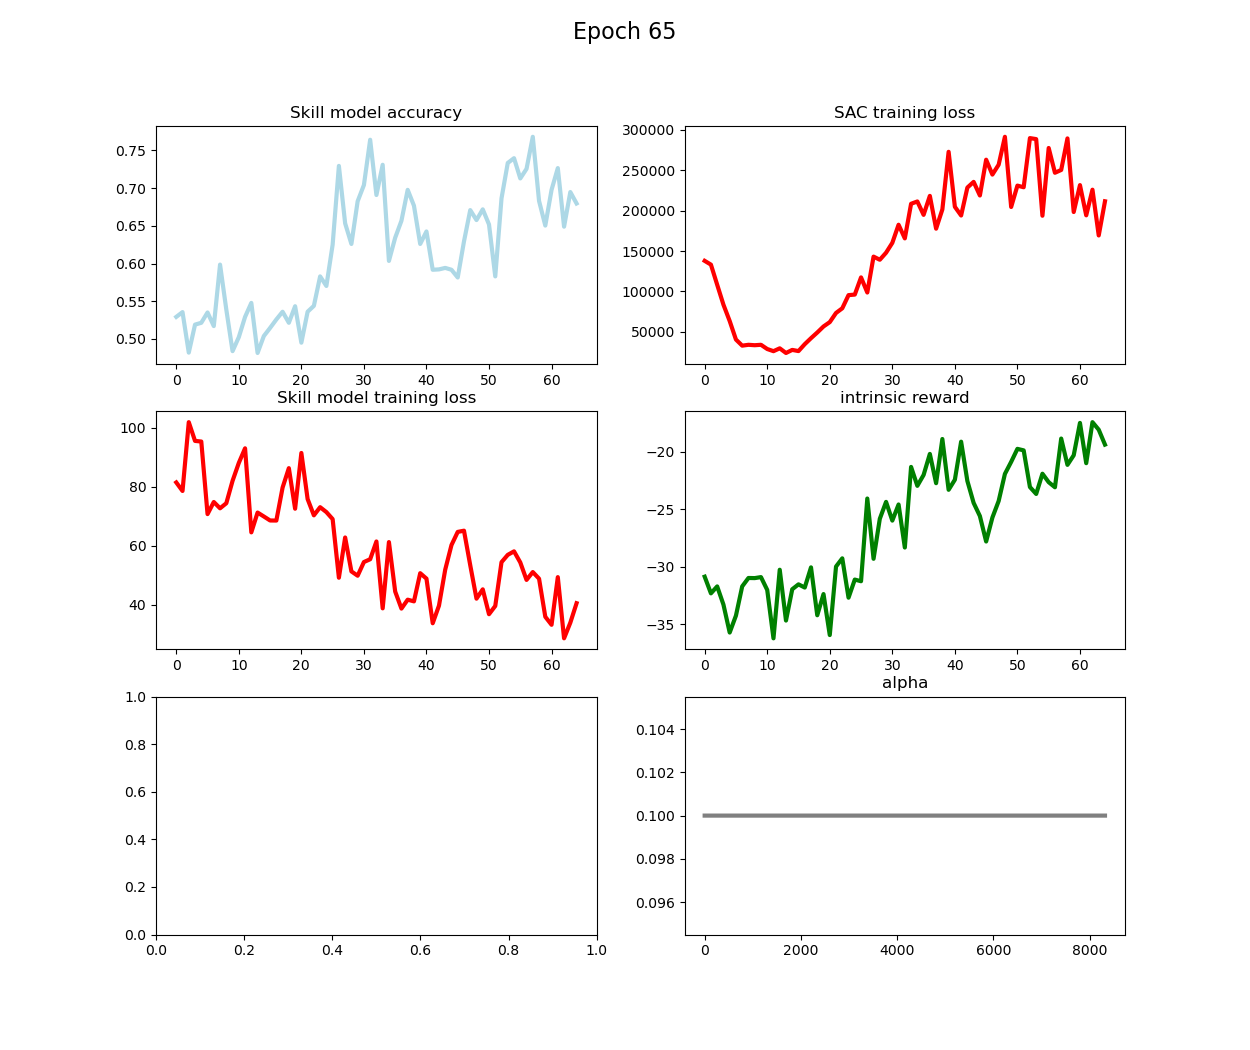 Epoch 65
Skill model accuracy
0.75
0.70
0.65
0.60
0.55
0.50
0 10 20 30 40 50 60
SAC training loss
300000
250000
200000
150000
100000
50000
0 10 20 30 40 50 60
Skill model training loss
100
80
60
40
0 10 20 30 40 50 60
intrinsic reward
−20
−25
−30
−35
0 10 20 30 40 50 60
1.0
0.8
0.6
0.4
0.2
0.0
0.0 0.2 0.4 0.6 0.8 1.0
alpha
0.104
0.102
0.100
0.098
0.096
0 2000 4000 6000 8000